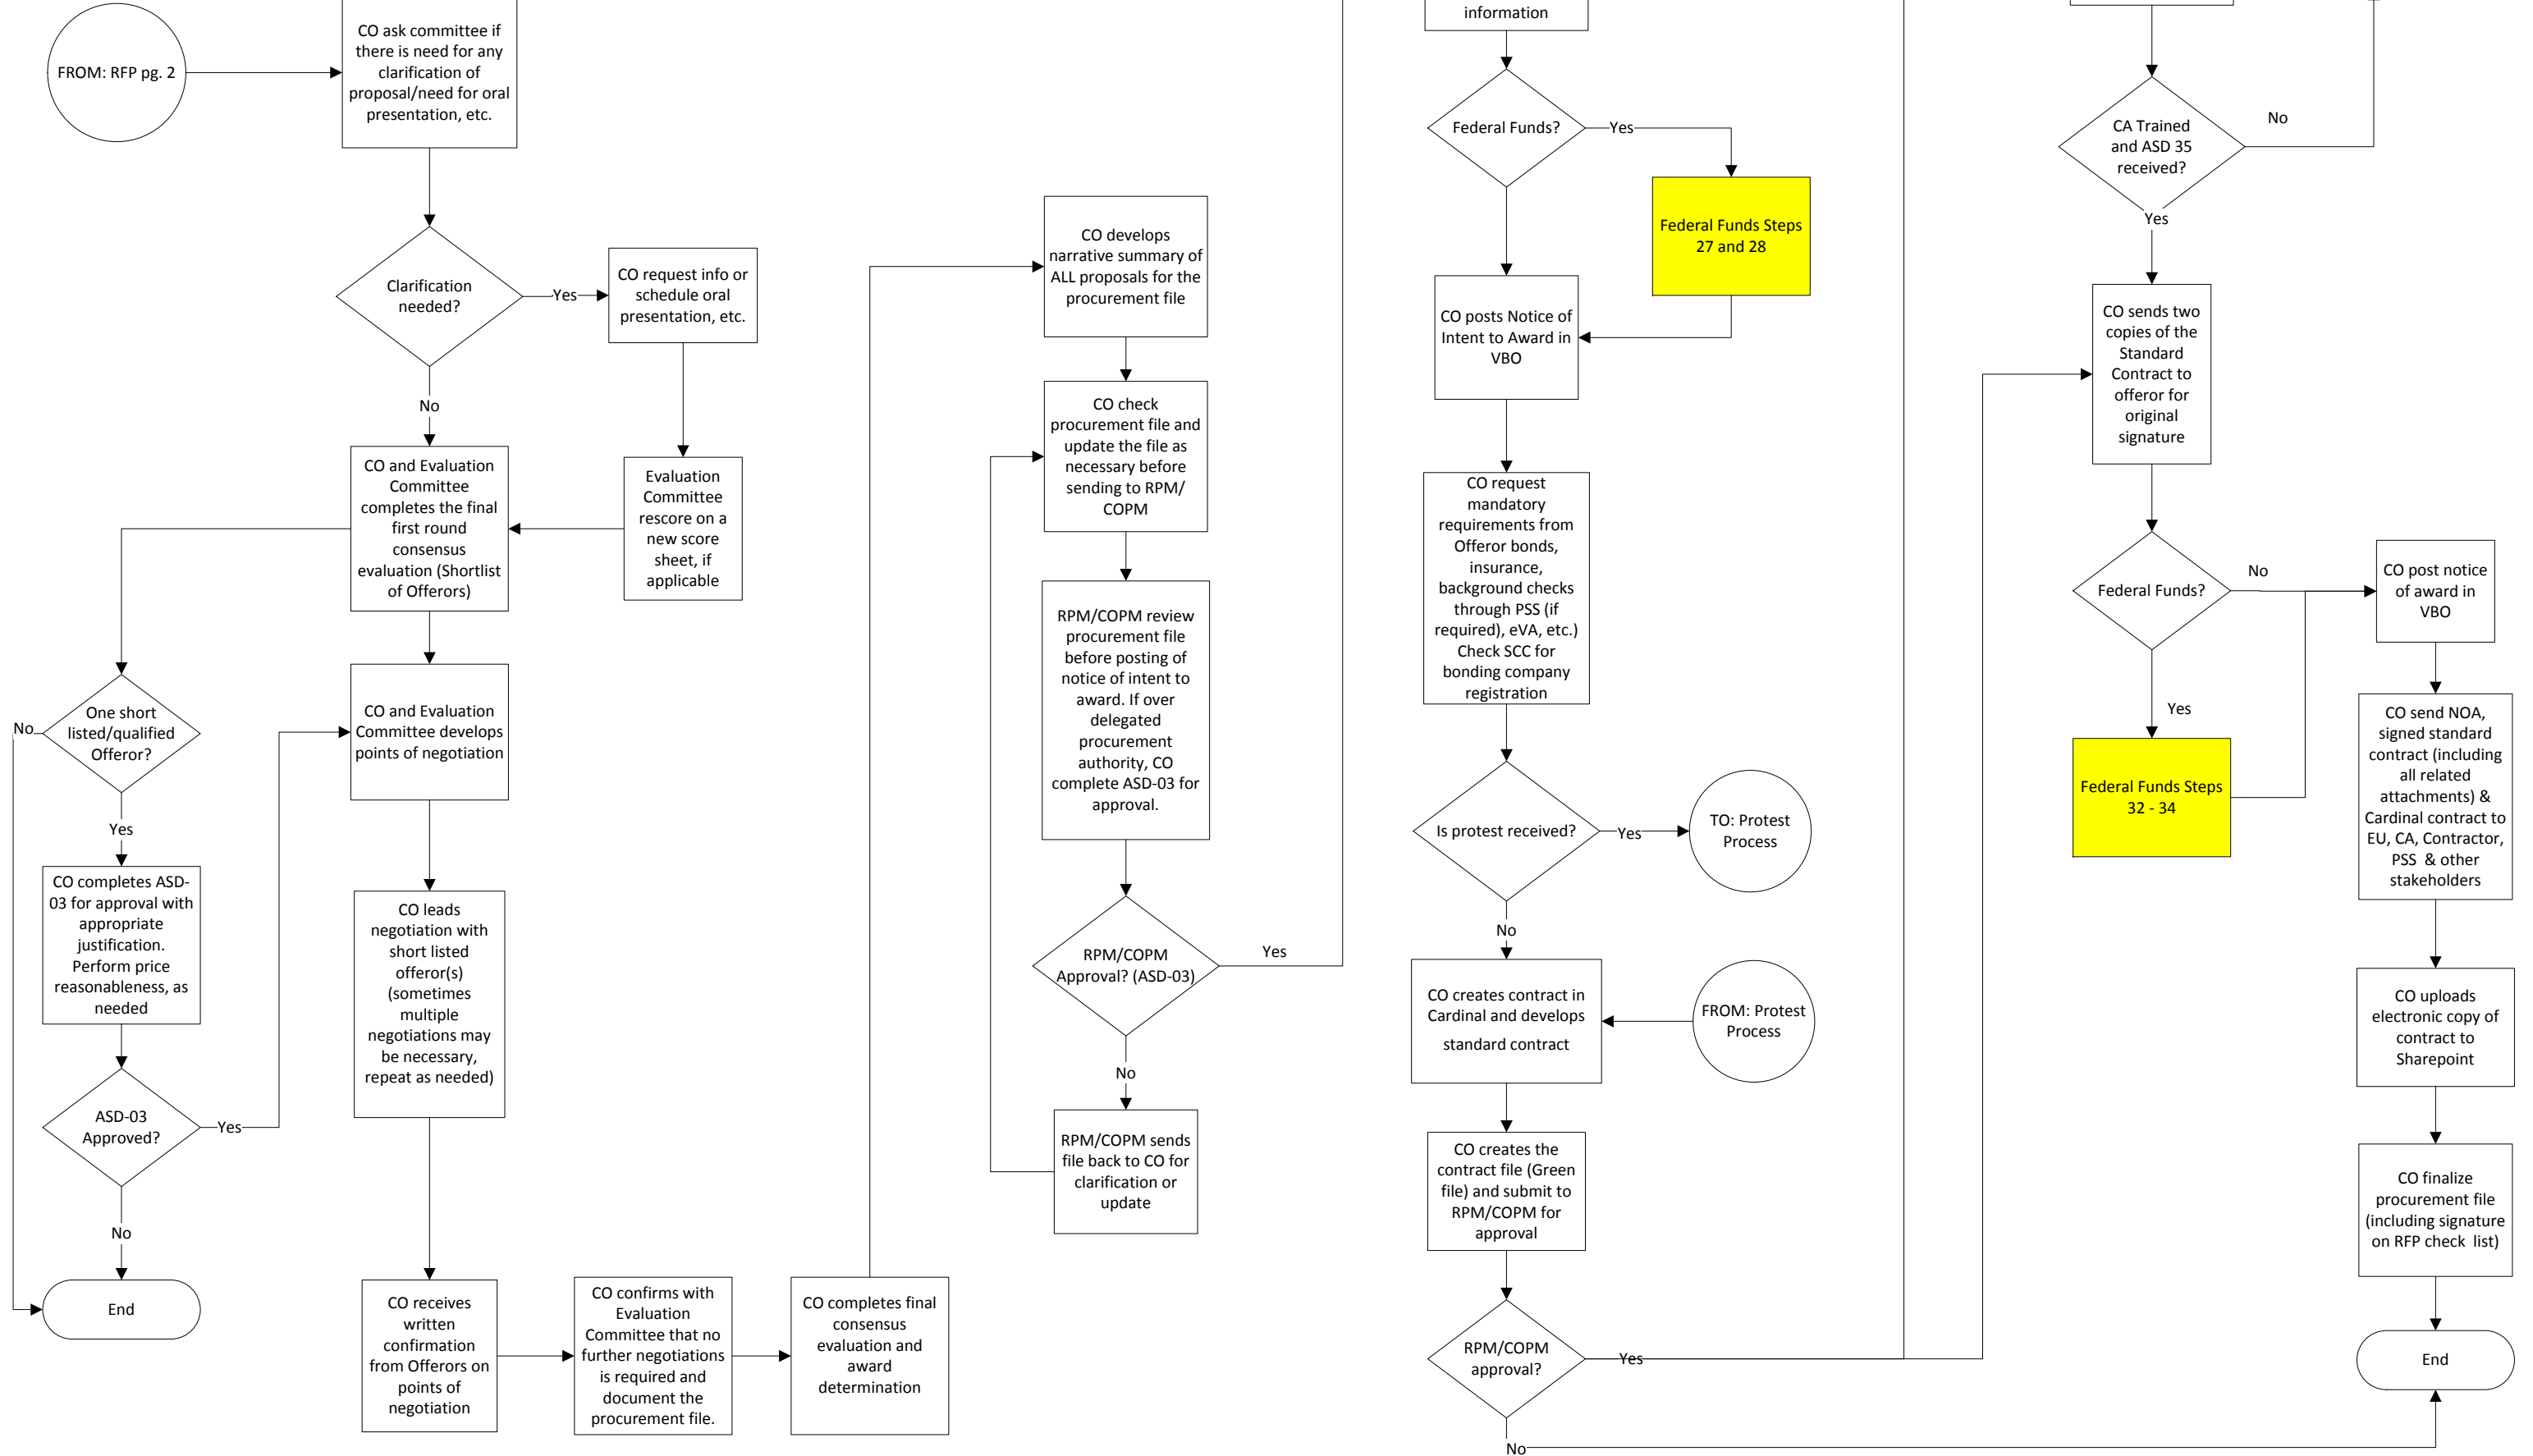 FROM: RFP pg. 2
CO ask committee if
there is need for any
clarification of
proposal/need for oral
presentation, etc.
Clarification
needed?
Yes
CO request info or
schedule oral
presentation, etc.
No
CO and Evaluation
Committee
completes the final
first round
consensus
evaluation (Shortlist
of Offerors)
Evaluation
Committee
rescore on a
new score
sheet, if
applicable
One short
listed/qualified
Offeror?
No
Yes
CO completes ASD-
03 for approval with
appropriate
justification.
Perform price
reasonableness, as
needed
ASD-03
Approved?
Yes
No
End
CO and Evaluation
Committee develops
points of negotiation
CO leads
negotiation with
short listed
offeror(s)
(sometimes
multiple
negotiations may
be necessary,
repeat as needed)
CO receives
written
confirmation
from Offerors on
points of
negotiation
CO confirms with
Evaluation
Committee that no
further negotiations
is required and
document the
procurement file.
CO completes final
consensus
evaluation and
award
determination
CO develops
narrative summary of
ALL proposals for the
procurement file
CO check
procurement file and
update the file as
necessary before
sending to RPM/
COPM
RPM/COPM review
procurement file
before posting of
notice of intent to
award. If over
delegated
procurement
authority, CO
complete ASD-03 for
approval.
RPM/COPM
Approval? (ASD-03)
Yes
No
RPM/COPM sends
file back to CO for
clarification or
update
information
Federal Funds?
Yes
Federal Funds Steps
27 and 28
CO posts Notice of
Intent to Award in
VBO
CO request
mandatory
requirements from
Offeror bonds,
insurance,
background checks
through PSS (if
required), eVA, etc.)
Check SCC for
bonding company
registration
Is protest received?
Yes
TO: Protest
Process
No
CO creates contract in
Cardinal and develops
standard contract
FROM: Protest
Process
CO creates the
contract file (Green
file) and submit to
RPM/COPM for
approval
RPM/COPM
approval?
Yes
No
CA Trained
and ASD 35
received?
No
Yes
CO sends two
copies of the
Standard
Contract to
offeror for
original
signature
Federal Funds?
No
Yes
Federal Funds Steps
32 - 34
CO post notice
of award in
VBO
CO send NOA,
signed standard
contract (including
all related
attachments) &
Cardinal contract to
EU, CA, Contractor,
PSS & other
stakeholders
CO uploads
electronic copy of
contract to
Sharepoint
CO finalize
procurement file
(including signature
on RFP check list)
End